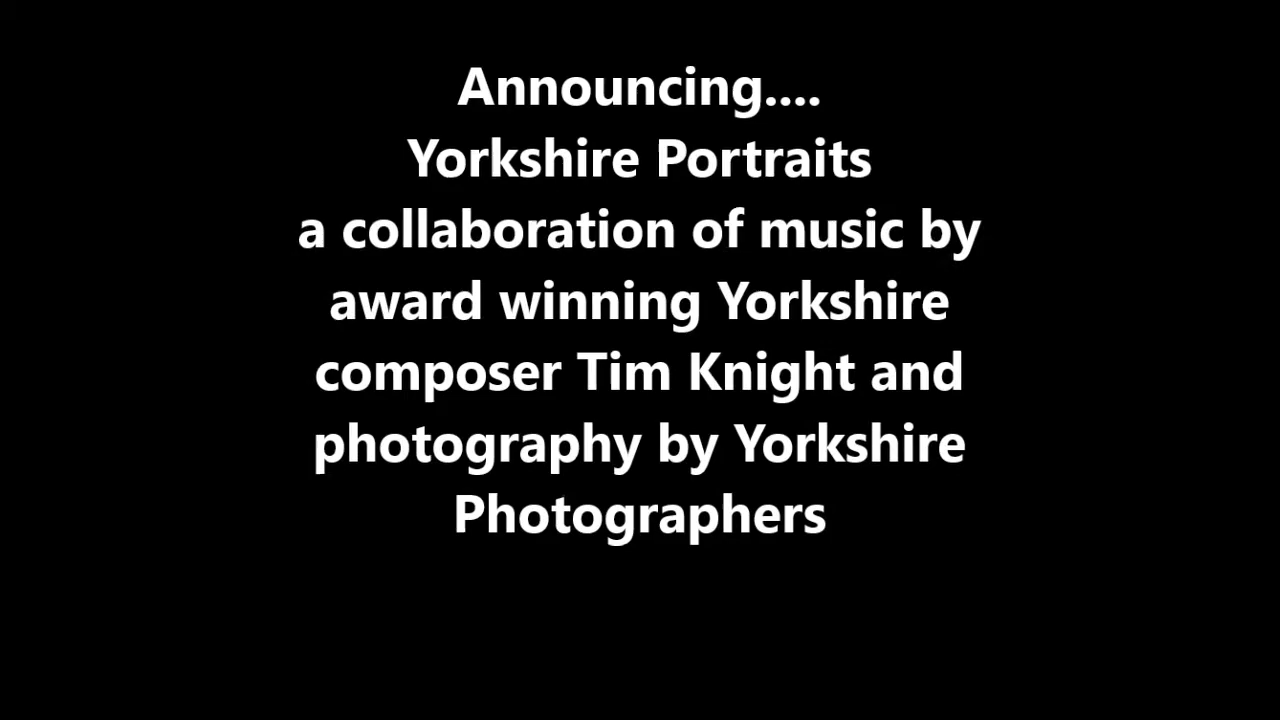 Announcing....
Yorkshire Portraits
a collaboration of music by
award winning Yorkshire
composer Tim Knight and
photography by Yorkshire
Photographers